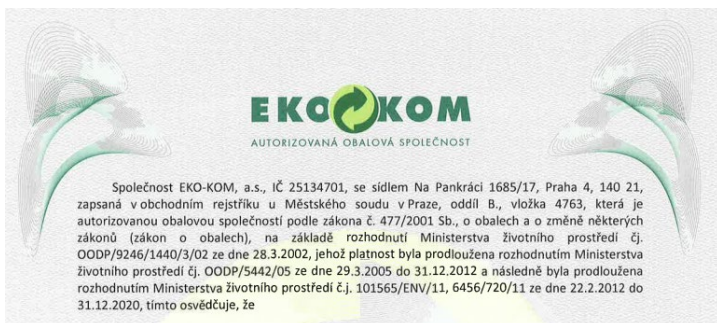 EKO KOM
AUTORIZOVANÁ OBALOVÁ SPOLEČNOST
Společnost EKO-KOM, a.s., IČ 25134701, se sídlem Na Pankráci 1685/17, Praha 4, 140 21,
zapsaná v obchodním rejstříku u Městského soudu v Praze, oddíl B., vložka 4763, která je
autorizovanou obalovou společností podle zákona č. 477/2001 Sb., o obalech a o změně některých
zákonů (zákon o obalech), na základě rozhodnutí Ministerstva životního prostředí čj.
OODP/9246/1440/3/02 ze dne 28.3.2002, jehož platnost byla prodloužena rozhodnutím Ministerstva
životního prostředí čj. OODP/5442/05 ze dne 29.3.2005 do 31.12.2012 a následně byla prodloužena
rozhodnutím Ministerstva životního prostředí č.j. 101565/ENV/11, 6456/720/11 ze dne 22.2.2012 do
31.12.2020, tímto osvědčuje, že